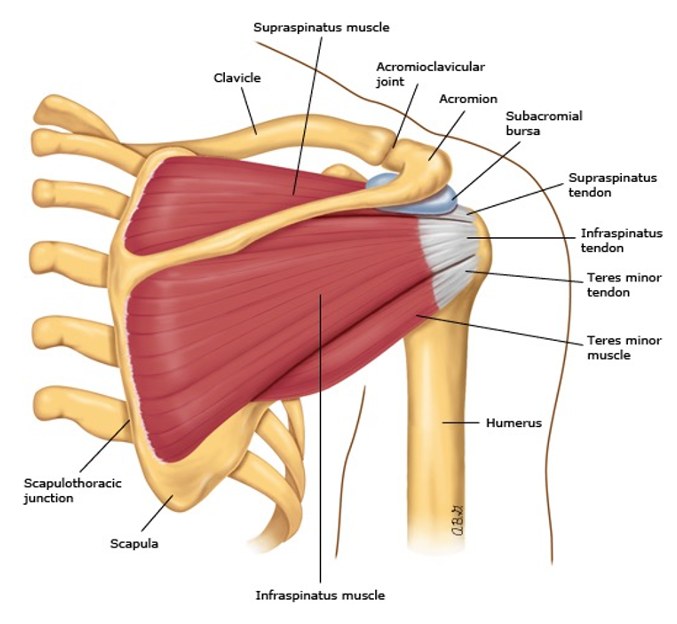 Supraspinatus muscle
Clavicle
Acromioclavicular
joint
Acromion
Subacromial
bursa
Supraspinatus
tendon
Infraspinatus
tendon
Teres minor
tendon
Teres minor
muscle
Humerus
Scapulothoracic
junction
Scapula
Infraspinatus muscle